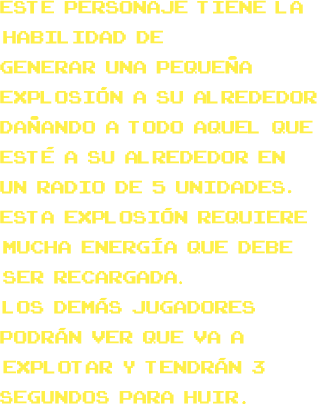 ESTE PERSONAJE TIENE LA
HABILIDAD DE
GENERAR UNA PEQUEÑA
EXPLOSIÓN A SU ALREDEDOR
DAÑANDO A TODO AQUEL QUE
ESTÉ A SU ALREDEDOR EN
UN RADIO DE 5 UNIDADES.
ESTA EXPLOSIÓN REQUIERE
MUCHA ENERGÍA QUE DEBE
SER RECARGADA.
LOS DEMÁS JUGADORES
PODRÁN VER QUE VA A
EXPLOTAR Y TENDRÁN 3
SEGUNDOS PARA HUIR.